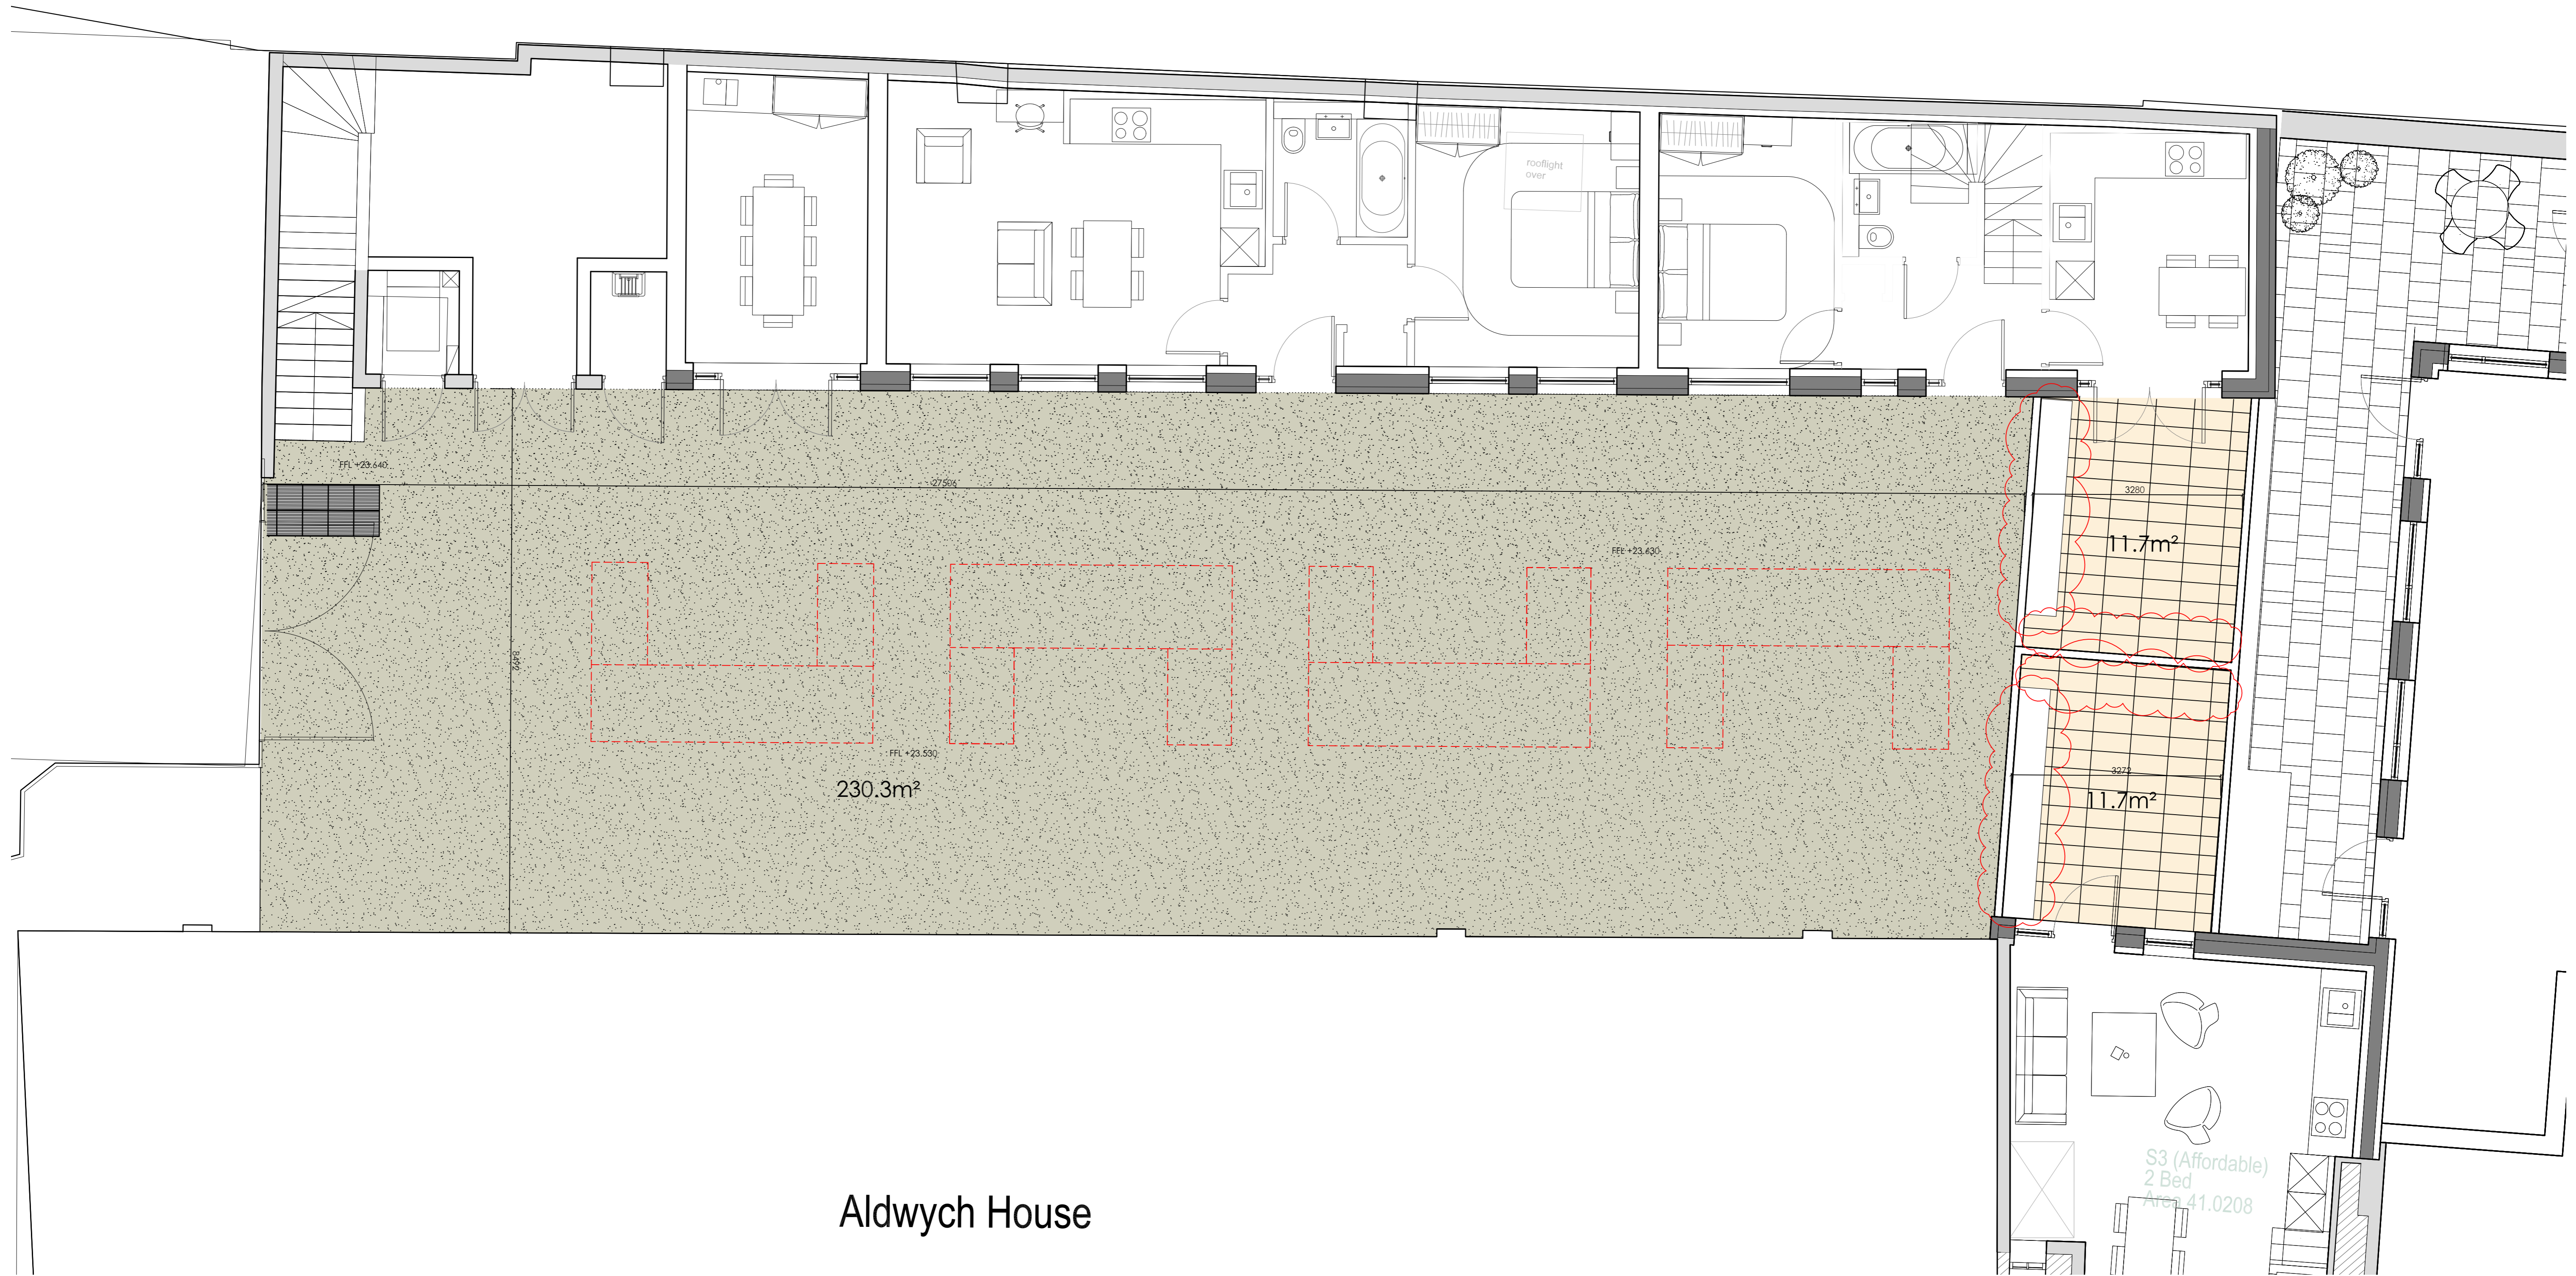 rooflight
over
FFL +23.640
27506
3280
11.7m²
FFL +23.630
8492
FFL +23.530
230.3m²
3272
11.7m²
S3 (Affordable)
2 Bed
Area 41.0208
Aldwych House